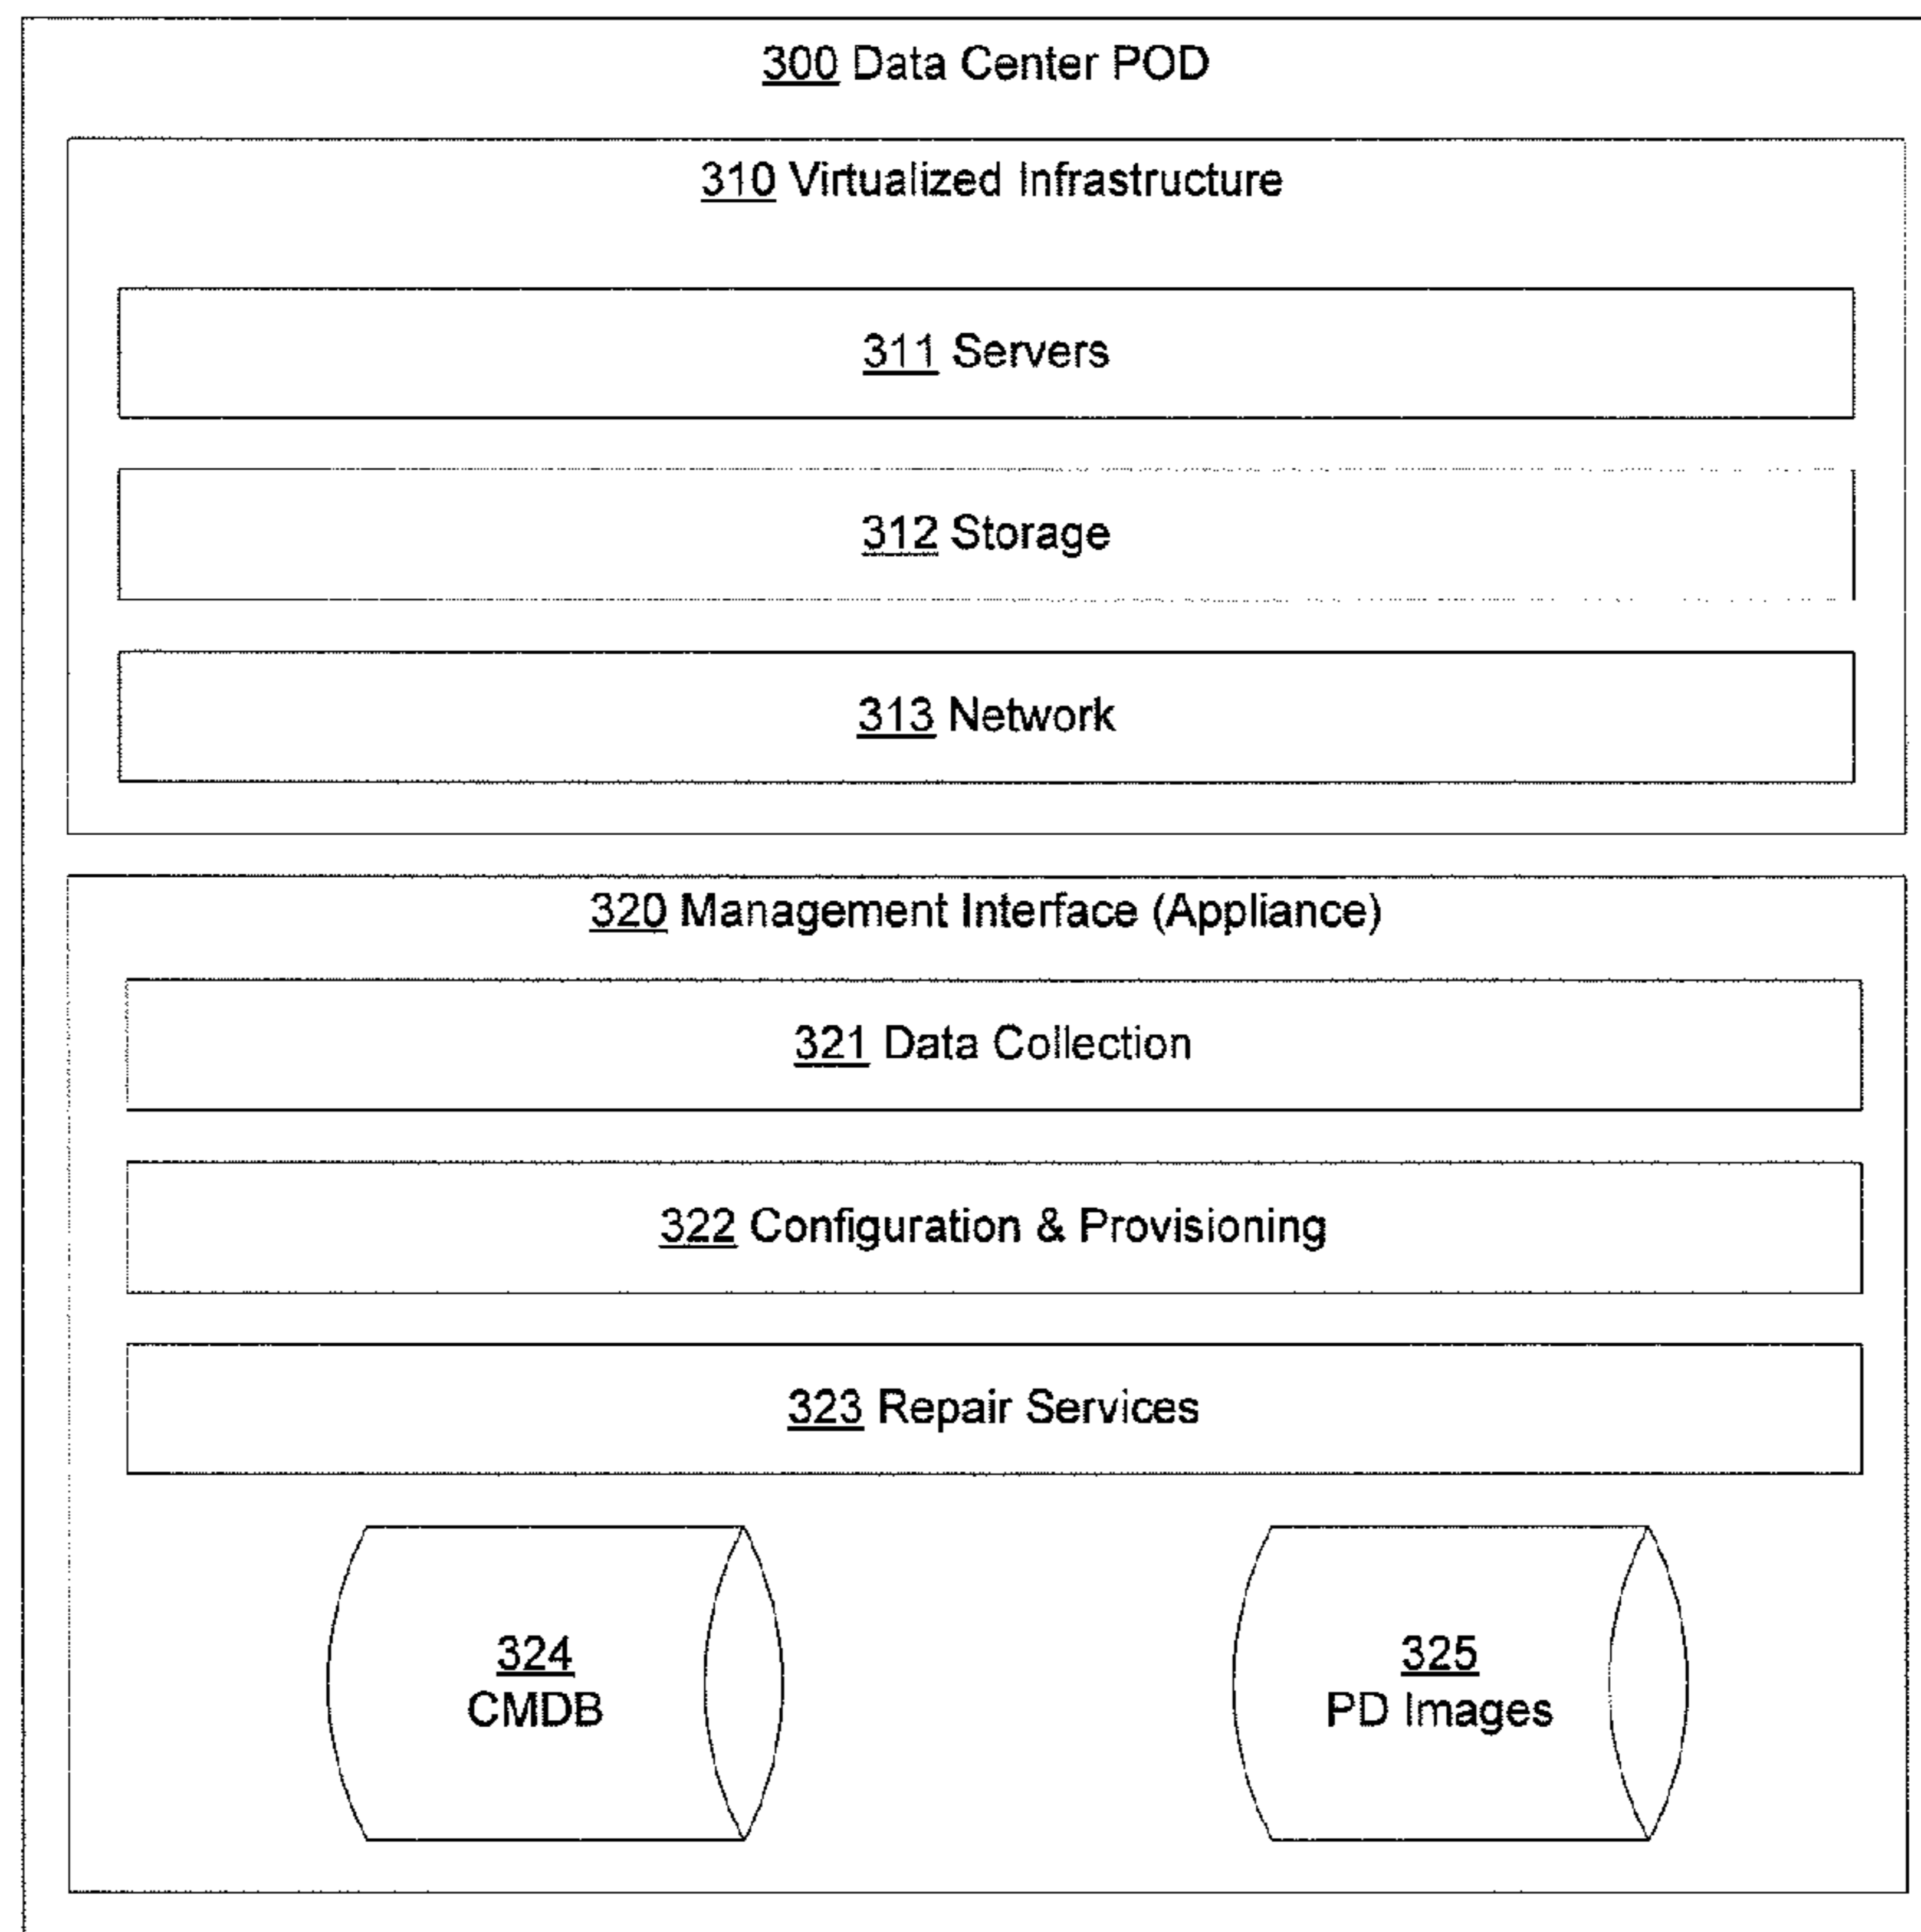 300 Data Center POD
310 Virtualized Infrastructure
311 Servers
312 Storage
313 Network
320 Management Interface (Appliance)
321 Data Collection
322 Configuration & Provisioning
323 Repair Services
324
CMDB
325
PD Images